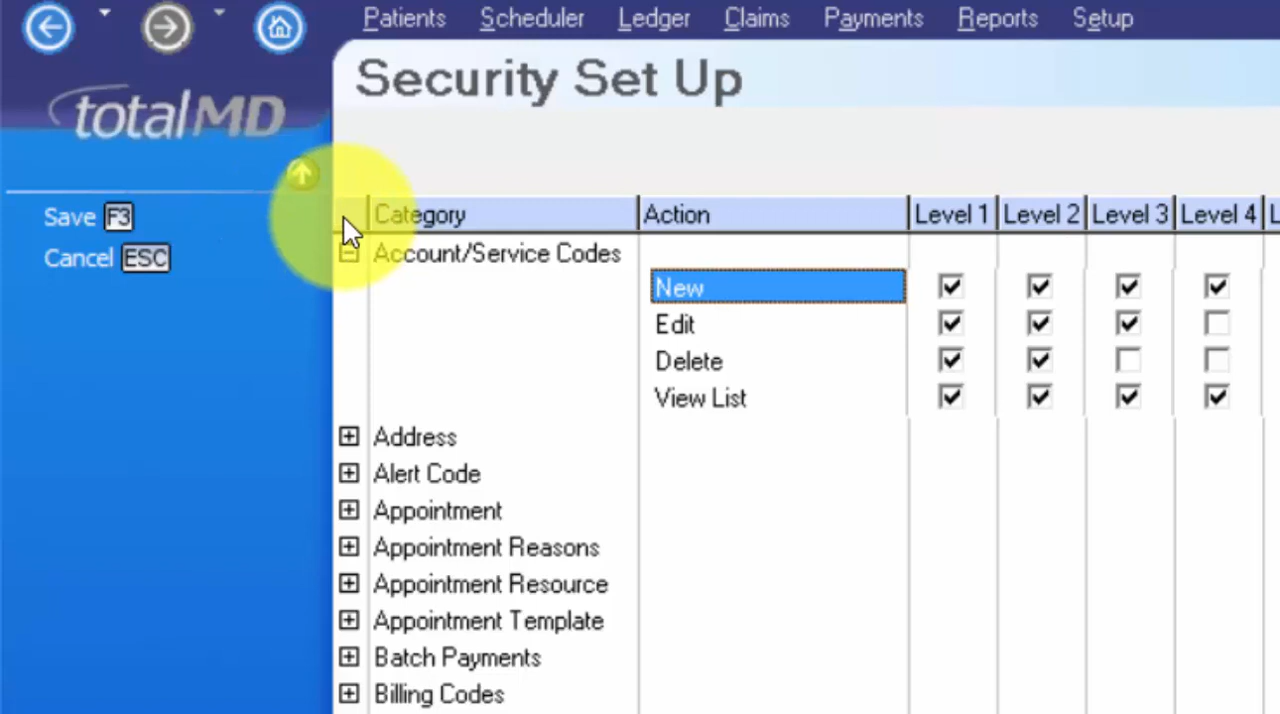 Patients Scheduler Ledger Claims Payments Reports Setup
Security Set Up
totalMD
Save F3
Cancel ESC
Category Action Level 1 Level 2 Level 3 Level 4 L
Account/Service Codes
New
Edit
Delete
View List
Address
Alert Code
Appointment
Appointment Reasons
Appointment Resource
Appointment Template
Batch Payments
Billing Codes